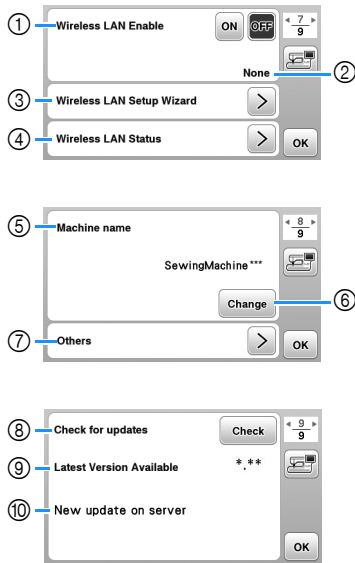 ① Wireless LAN Enable ON OFF 7
9
None ②
③ Wireless LAN Setup Wizard >
④ Wireless LAN Status > OK
⑤ Machine name 8
9
SewingMachine***
Change ⑥
⑦ Others > OK
⑧ Check for updates Check 9
9
⑨ Latest Version Available *.**
⑩ New update on server
OK